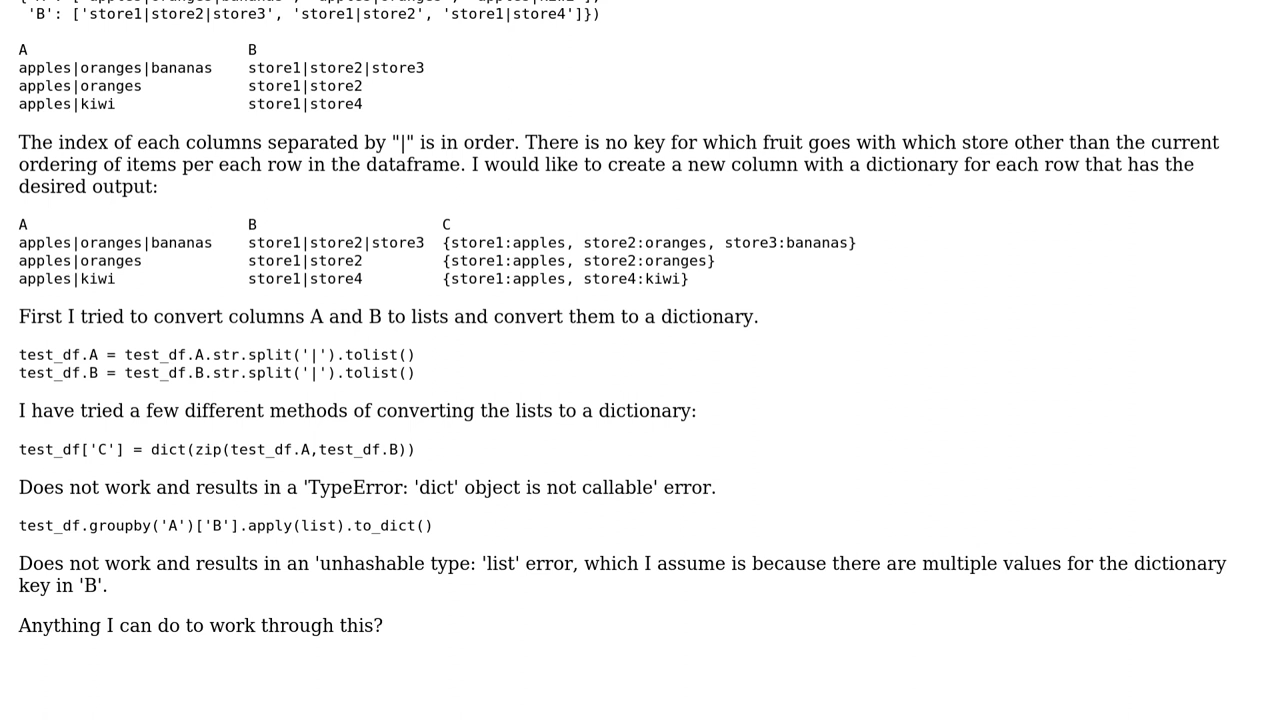 'B': ['store1|store2|store3', 'store1|store2', 'store1|store4']})
A B
apples|oranges|bananas store1|store2|store3
apples|oranges store1|store2
apples|kiwi store1|store4
The index of each columns separated by "|" is in order. There is no key for which fruit goes with which store other than the current
ordering of items per each row in the dataframe. I would like to create a new column with a dictionary for each row that has the
desired output:
A B C
apples|oranges|bananas store1|store2|store3 {store1:apples, store2:oranges, store3:bananas}
apples|oranges store1|store2 {store1:apples, store2:oranges}
apples|kiwi store1|store4 {store1:apples, store4:kiwi}
First I tried to convert columns A and B to lists and convert them to a dictionary.
test_df.A = test_df.A.str.split('|').tolist()
test_df.B = test_df.B.str.split('|').tolist()
I have tried a few different methods of converting the lists to a dictionary:
test_df['C'] = dict(zip(test_df.A,test_df.B))
Does not work and results in a 'TypeError: 'dict' object is not callable' error.
test_df.groupby('A')['B'].apply(list).to_dict()
Does not work and results in an 'unhashable type: 'list' error, which I assume is because there are multiple values for the dictionary
key in 'B'.
Anything I can do to work through this?